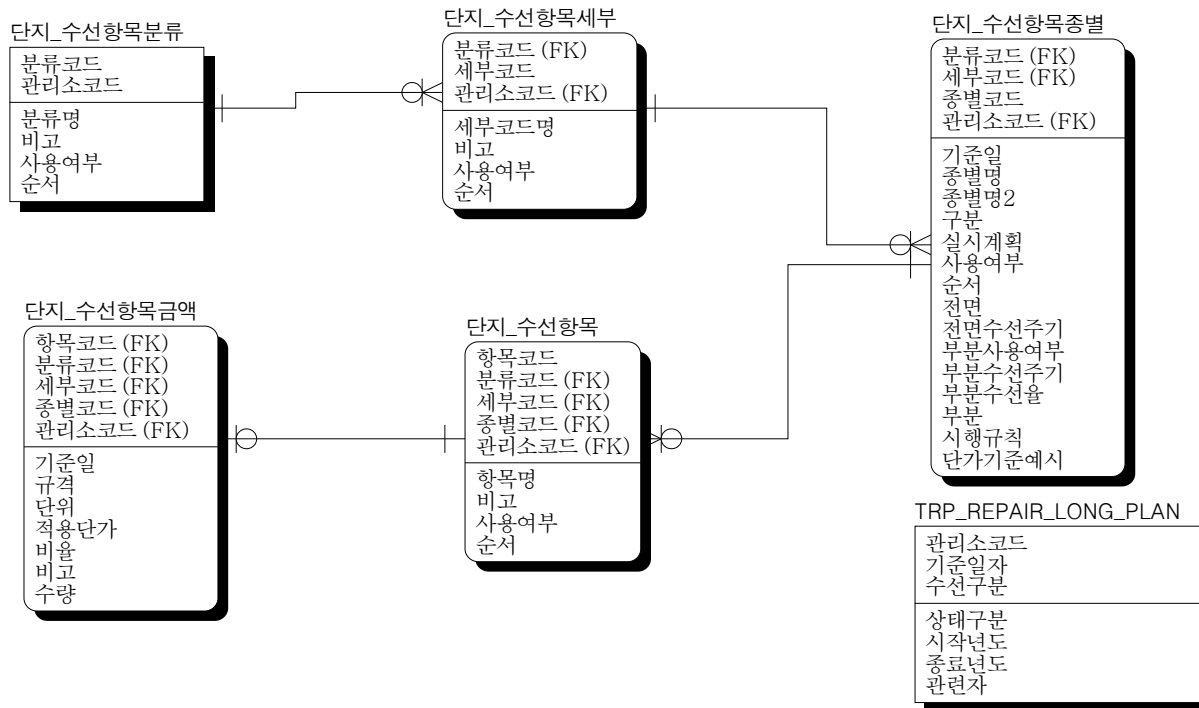 단지_수선항목분류
분류코드
관리소코드
분류명
비고
사용여부
순서
단지_수선항목세부
분류코드 (FK)
세부코드
관리소코드 (FK)
세부코드명
비고
사용여부
순서
단지_수선항목종별
분류코드 (FK)
세부코드 (FK)
종별코드
관리소코드 (FK)
기준일
종별명
종별명2
구분
실시계획
사용여부
순서
전면
전면수선주기
부분사용여부
부분수선주기
부분수선율
부분
시행규칙
단가기준예시
단지_수선항목금액
항목코드 (FK)
분류코드 (FK)
세부코드 (FK)
종별코드 (FK)
관리소코드 (FK)
기준일
규격
단위
적용단가
비율
비고
수량
단지_수선항목
항목코드
분류코드 (FK)
세부코드 (FK)
종별코드 (FK)
관리소코드 (FK)
항목명
비고
사용여부
순서
TRP_REPAIR_LONG_PLAN
관리소코드
기준일자
수선구분
상태구분
시작년도
종료년도
관련자